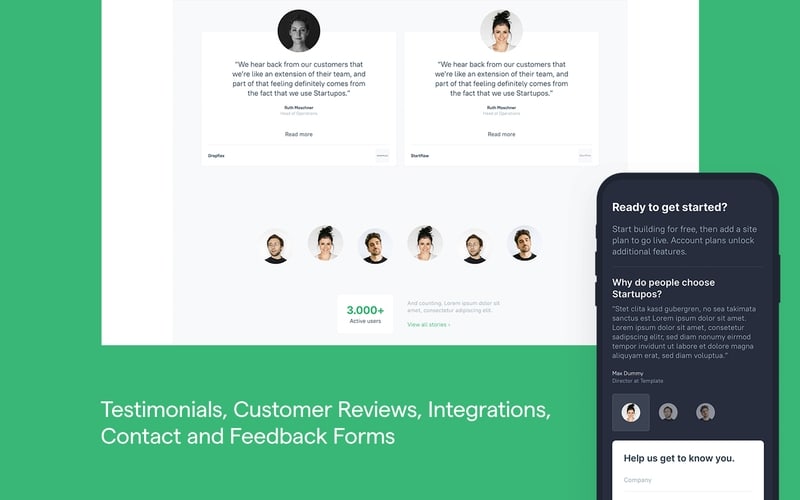 “We hear back from our customers that
we’re like an extension of their team, and
part of that feeling definitely comes from
the fact that we use Startupos.”
Ruth Moschner
Head of Operations
Read more
Dropflex
“We hear back from our customers that
we’re like an extension of their team, and
part of that feeling definitely comes from
the fact that we use Startupos.”
Ruth Moschner
Head of Operations
Read more
Startflaw
3.000+
Active users
And counting. Lorem ipsum dolor sit
amet, consectetur adipiscing elit.
View all stories ›
Testimonials, Customer Reviews, Integrations,
Contact and Feedback Forms
Ready to get started?
Start building for free, then add a site
plan to go live. Account plans unlock
additional features.
Why do people choose
Startupos?
“Stet clita kasd gubergren, no sea takimata
sanctus est Lorem ipsum dolor sit amet.
Lorem ipsum dolor sit amet, consetetur
sadipscing elitr, sed diam nonumy eirmod
tempor invidunt ut labore et dolore magna
aliquyam erat, sed diam voluptua.”
Max Dummy
Director at Template
Help us get to know you.
Company